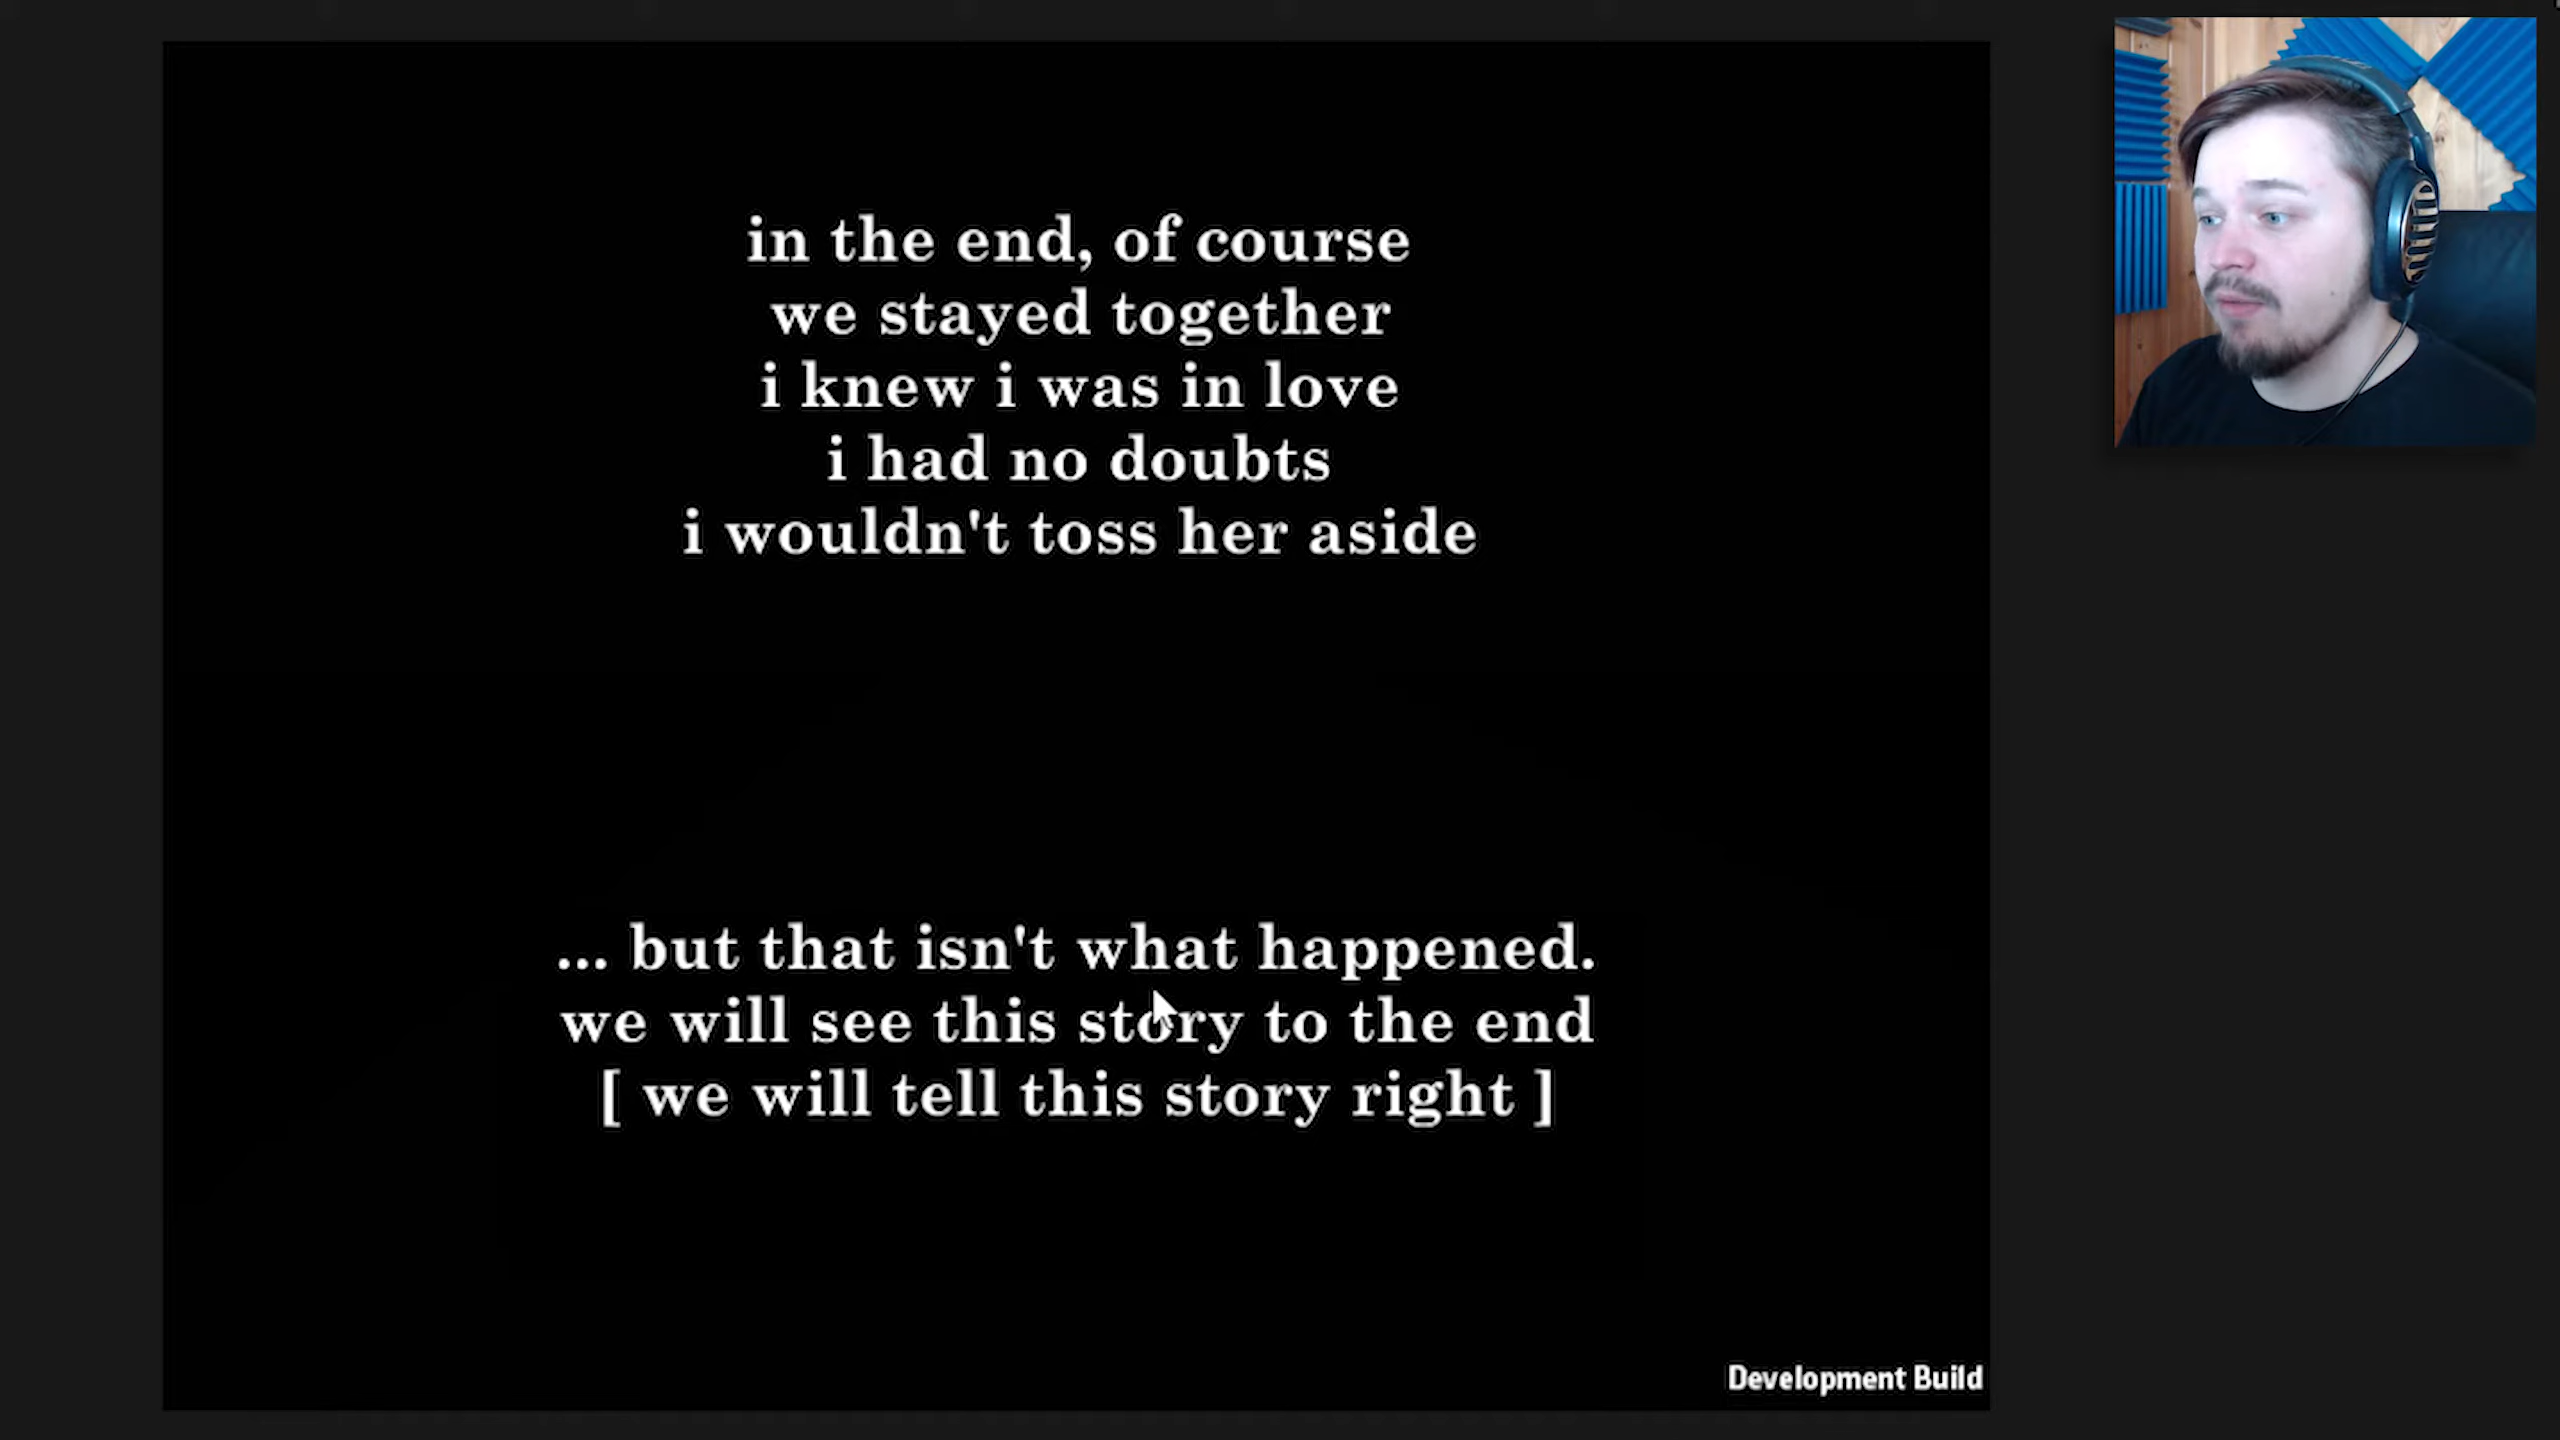 in the end, of course
we stayed together
i knew i was in love
i had no doubts
i wouldn't toss her aside
... but that isn't what happened.
we will see this story to the end
[ we will tell this story right ]
Development Build